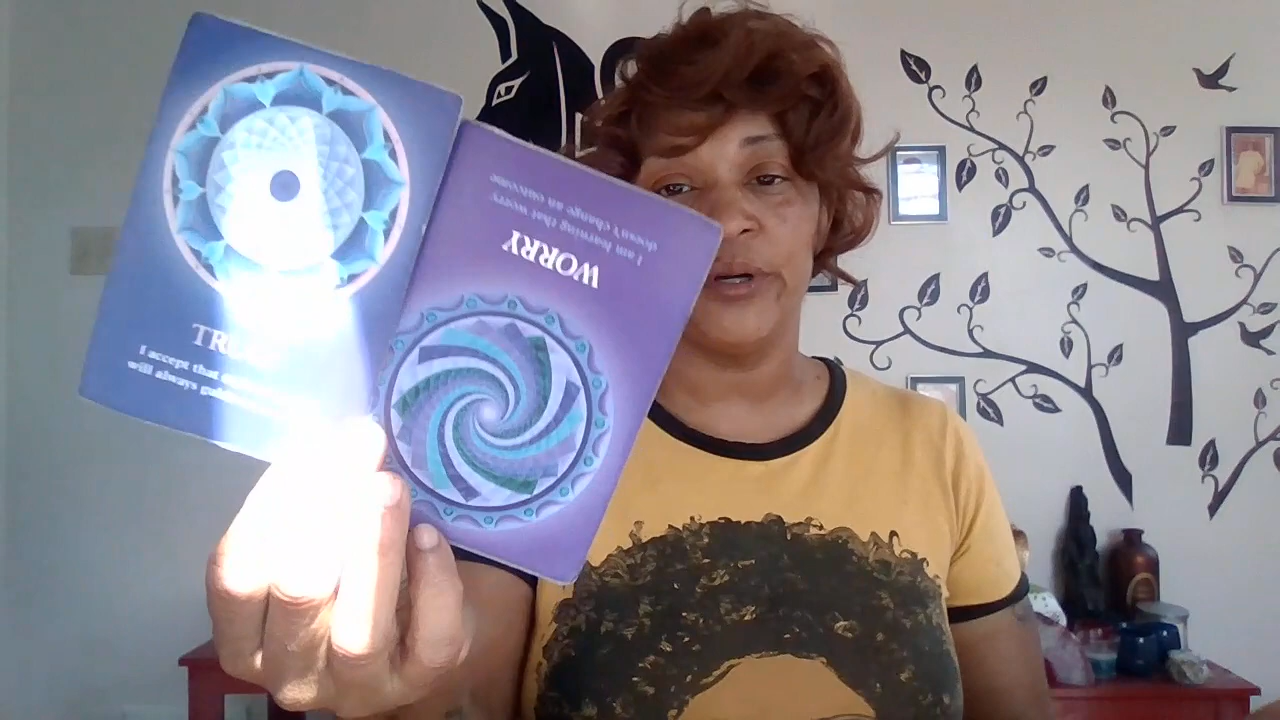 I accept that
will always
WORRY
I am learning that worry
doesn't change an outcome